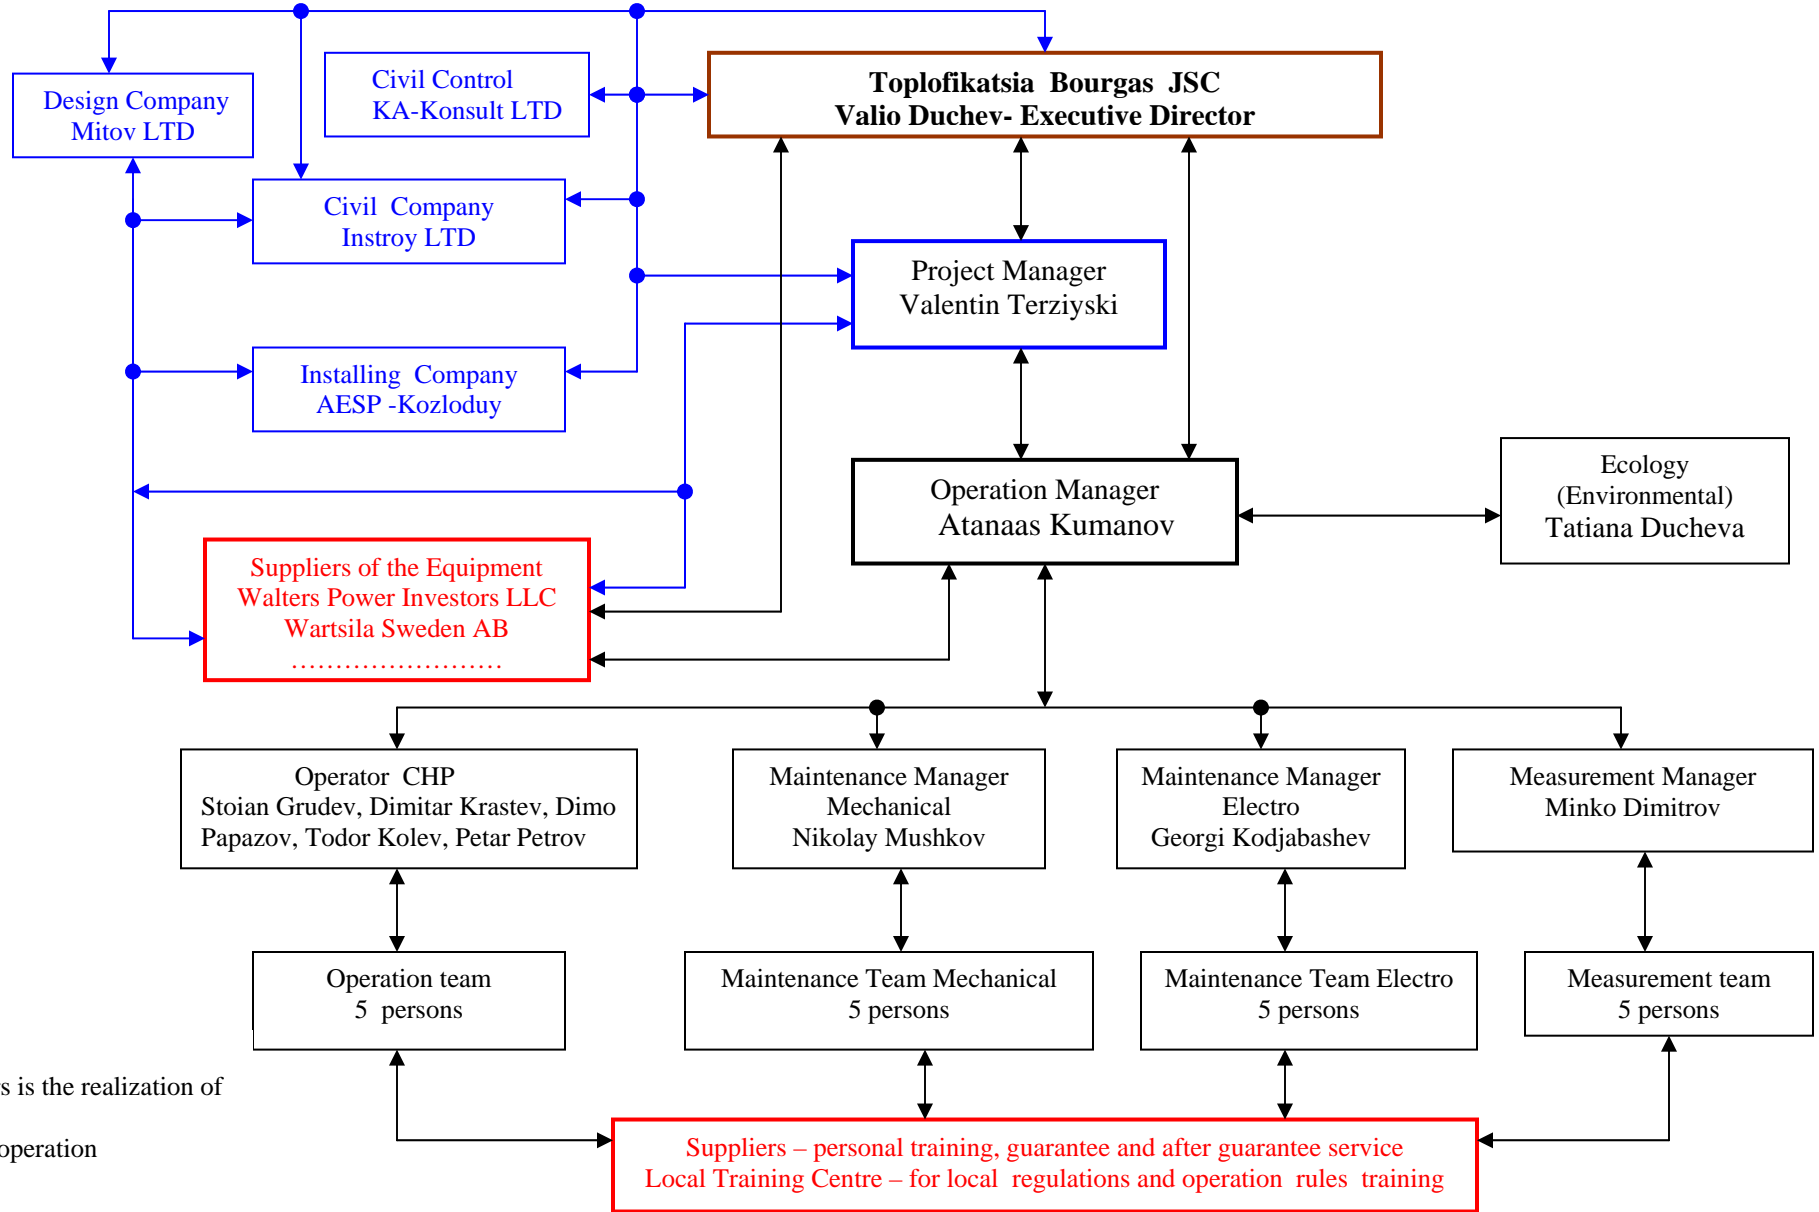 Toplofikatsia Bourgas JSC
Valio Duchev- Executive Director
Civil Control
KA-Konsult LTD
Design Company
Mitov LTD
Civil Company
Instroy LTD
Project Manager
Valentin Terziyski
Installing Company
AESP -Kozloduy
Operation Manager
Atanaas Kumanov
Ecology
(Environmental)
Tatiana Ducheva
Suppliers of the Equipment
Walters Power Investors LLC
Wartsila Sweden AB
……………………
Operator CHP
Stoian Grudev, Dimitar Krastev, Dimo
Papazov, Todor Kolev, Petar Petrov
Maintenance Manager
Mechanical
Nikolay Mushkov
Maintenance Manager
Electro
Georgi Kodjabashev
Measurement Manager
Minko Dimitrov
Operation team
5 persons
Maintenance Team Mechanical
5 persons
Maintenance Team Electro
5 persons
Measurement team
5 persons
s is the realization of
operation
Suppliers – personal training, guarantee and after guarantee service
Local Training Centre – for local regulations and operation rules training